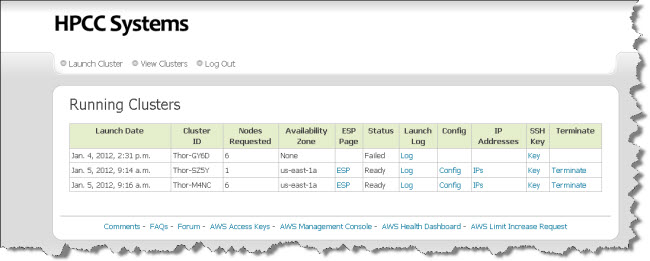 HPCC Systems
Launch Cluster View Clusters Log Out
Running Clusters
Launch Date Cluster ID Nodes Requested Availability Zone ESP Page Status Launch Log Config IP Addresses SSH Key Terminate
Jan. 4, 2012, 2:31 p.m. Thor-GY6D 6 None Failed Log Key
Jan. 5, 2012, 9:14 a.m. Thor-SZ5Y 1 us-east-1a ESP Ready Log Config IPs Key Terminate
Jan. 5, 2012, 9:16 a.m. Thor-M4NC 6 us-east-1a ESP Ready Log Config IPs Key Terminate
Comments - FAQs - Forum - AWS Access Keys - AWS Management Console - AWS Health Dashboard - AWS Limit Increase Request